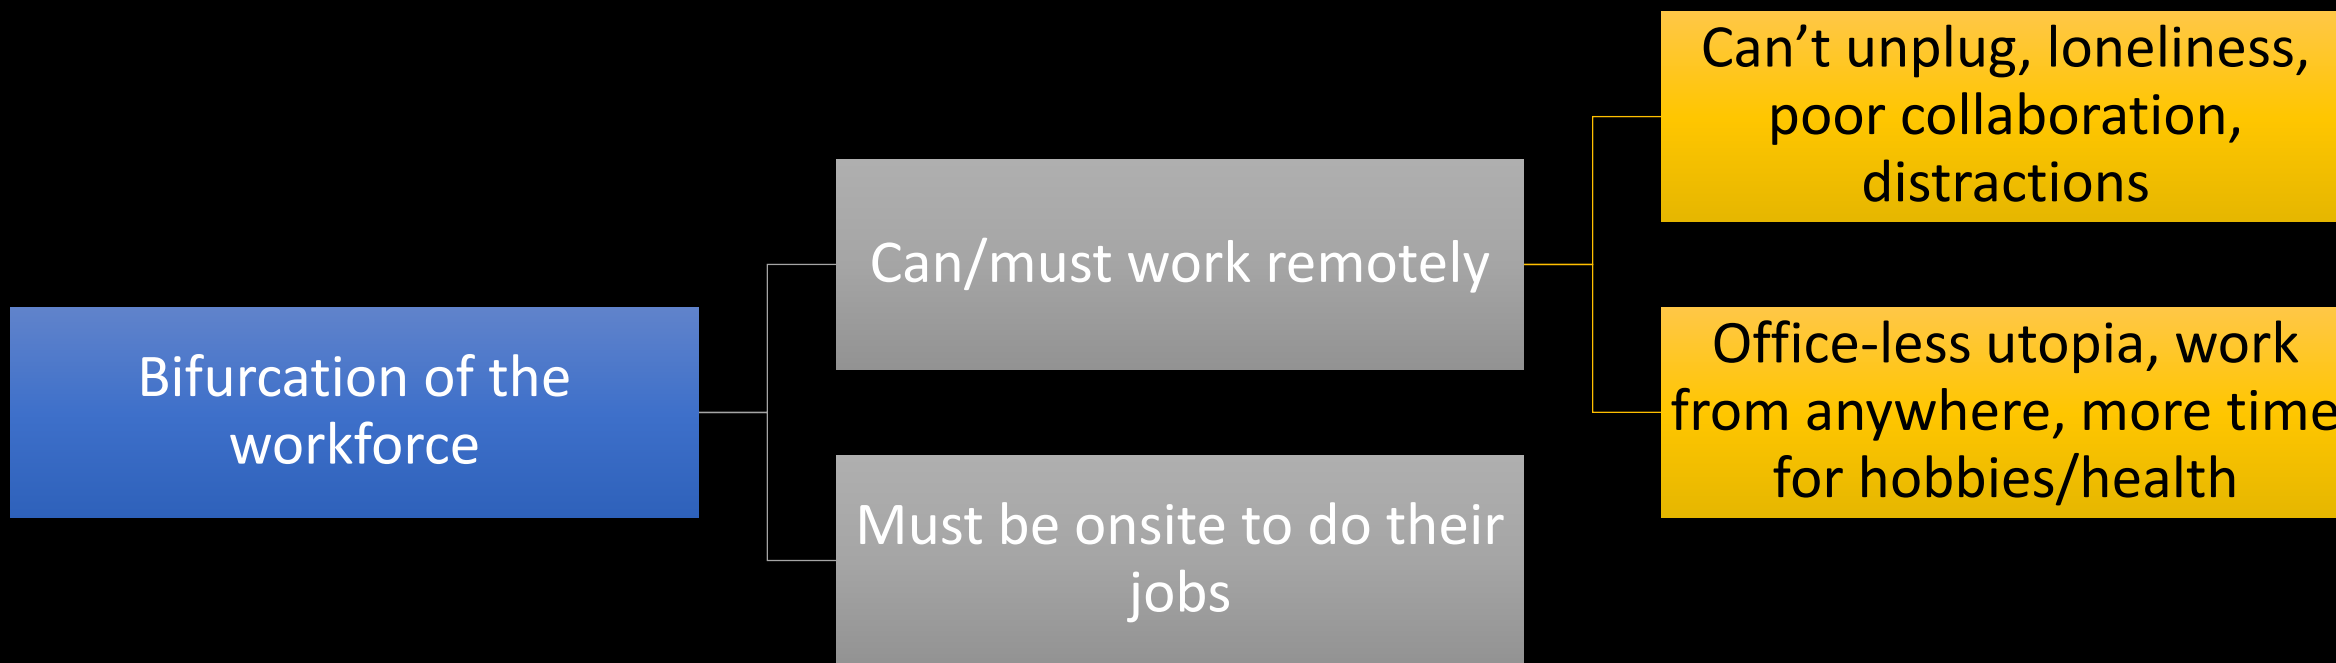 Bifurcation of the
workforce
Can/must work remotely
Must be onsite to do their
jobs
Can’t unplug, loneliness,
poor collaboration,
distractions
Office-less utopia, work
from anywhere, more time
for hobbies/health